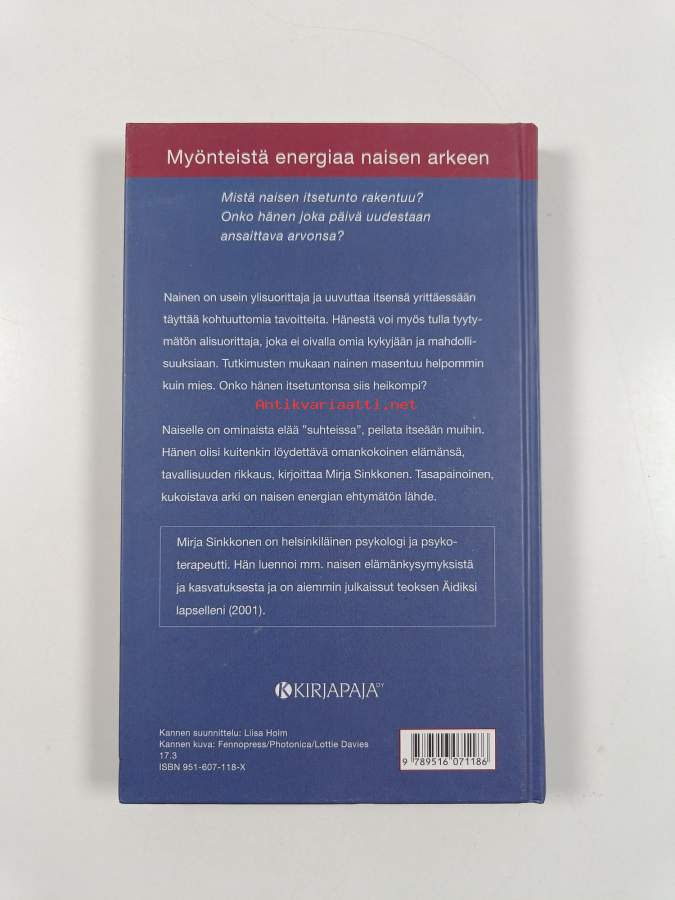 Myönteistä energiaa naisen arkeen
Mistä naisen itsetunto rakentuu?
Onko hänen joka päivä uudestaan
ansaittava arvonsa?
Nainen on usein ylisuorittaja ja uuvuttaa itsensä yrittäessään
täyttää kohtuuttomia tavoitteita. Hänestä voi myös tulla tyyty-
mätön alisuorittaja, joka ei oivalla omia kykyjään ja mahdolli-
suuksiaan. Tutkimusten mukaan nainen masentuu helpommin
kuin mies. Onko hänen itsetuntonsa siis heikompi?
Antikvariaatti.net
Naiselle on ominaista elää ”suhteissa”, peilata itseään muihin.
Hänen olisi kuitenkin löydettävä omankokoinen elämänsä,
tavallisuuden rikkaus, kirjoittaa Mirja Sinkkonen. Tasapainoinen,
kukoistava arki on naisen energian ehtymätön lähde.
Mirja Sinkkonen on helsinkiläinen psykologi ja psyko-
terapeutti. Hän luennoi mm. naisen elämänkysymyksistä
ja kasvatuksesta ja on aiemmin julkaissut teoksen Äidiksi
lapselleni (2001).
KIRJAPAJA OY
Kannen suunnittelu: Liisa Holm
Kannen kuva: Fennopress/Photonica/Lottie Davies
17.3
ISBN 951-607-118-X
9 789516 071186